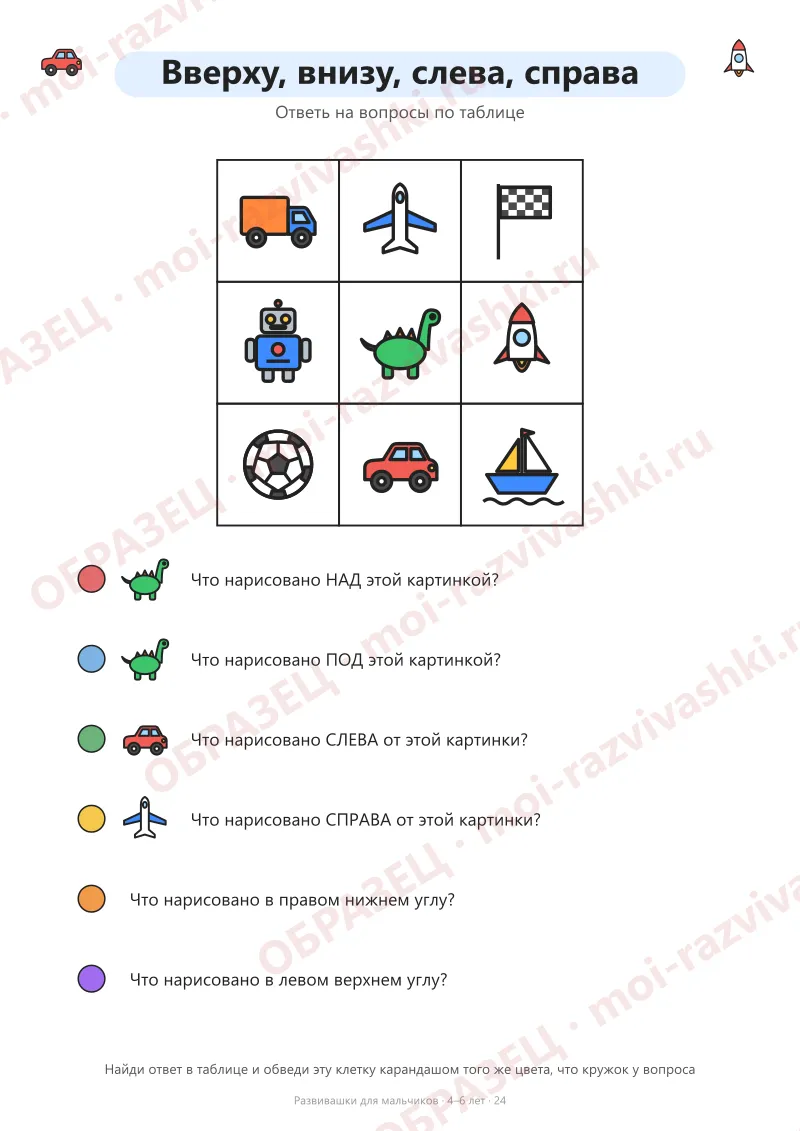 Вверху, внизу, слева, справа
Ответь на вопросы по таблице
Что нарисовано НАД этой картинкой?
Что нарисовано ПОД этой картинкой?
Что нарисовано СЛЕВА от этой картинки?
Что нарисовано СПРАВА от этой картинки?
Что нарисовано в правом нижнем углу?
Что нарисовано в левом верхнем углу?
Найди ответ в таблице и обведи эту клетку карандашом того же цвета, что кружок у вопроса
Развивашки для мальчиков · 4–6 лет · 24
ОБРАЗЕЦ · moi-razvivashki.ru